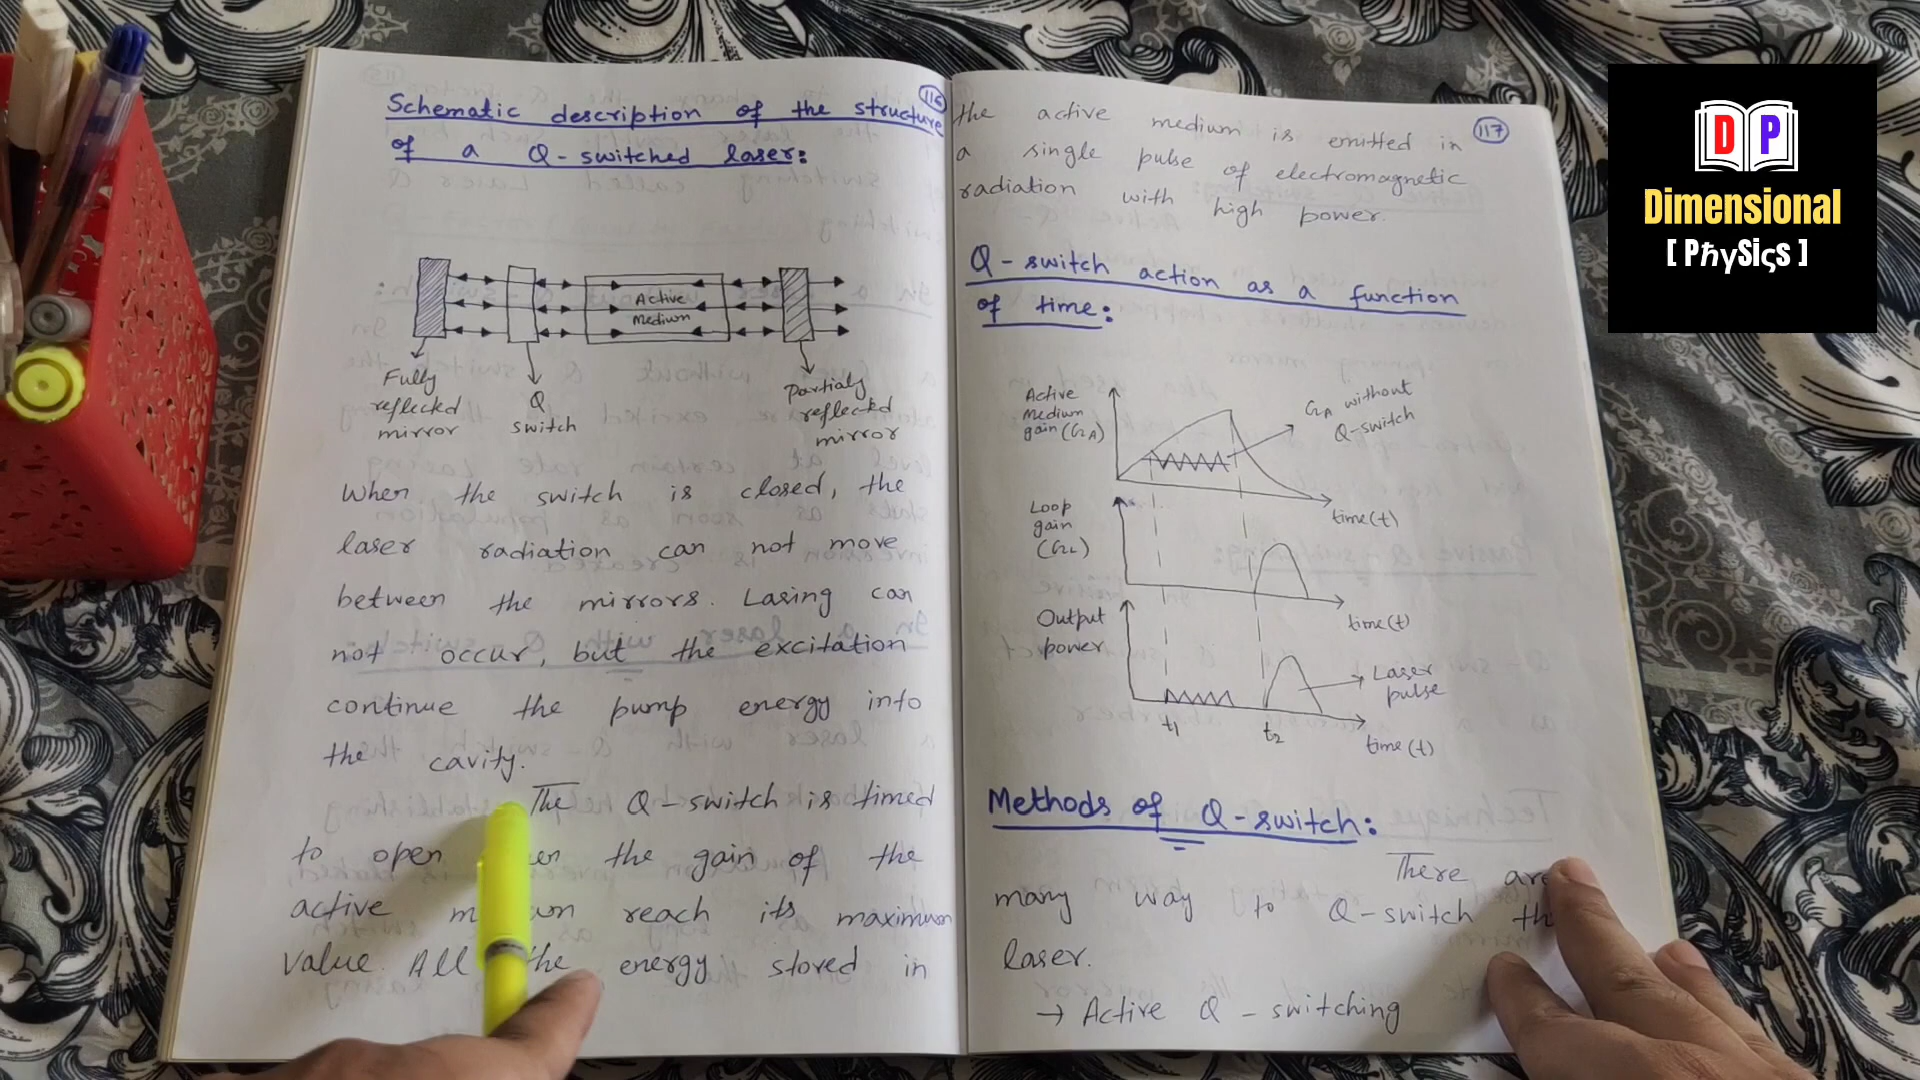 116
Schematic description of the structure
of a Q-switched laser:
Active
Medium
Fully
reflected
mirror
Q
switch
Partialy
reflected
mirror
When the switch is closed, the
laser radiation can not move
between the mirrors. Lasing can
not occur, but the excitation
continue the pump energy into
the cavity.
The Q-switch is timed
to open the gain of the
active reach its maximum
value. All the energy stored in
117
the active medium is emitted in
a single pulse of electromagnetic
radiation with high power.
Q-switch action as a function
of time:
Active
Medium
gain (GA)
GA without
Q-switch
time (t)
Loop
gain
(GL)
time (t)
Output
power
Laser
pulse
t1
t2
time (t)
Methods of Q-switch:
There are
many way to Q-switch
laser.
→ Active Q-switching
DP
Dimensional
[ PhySics ]